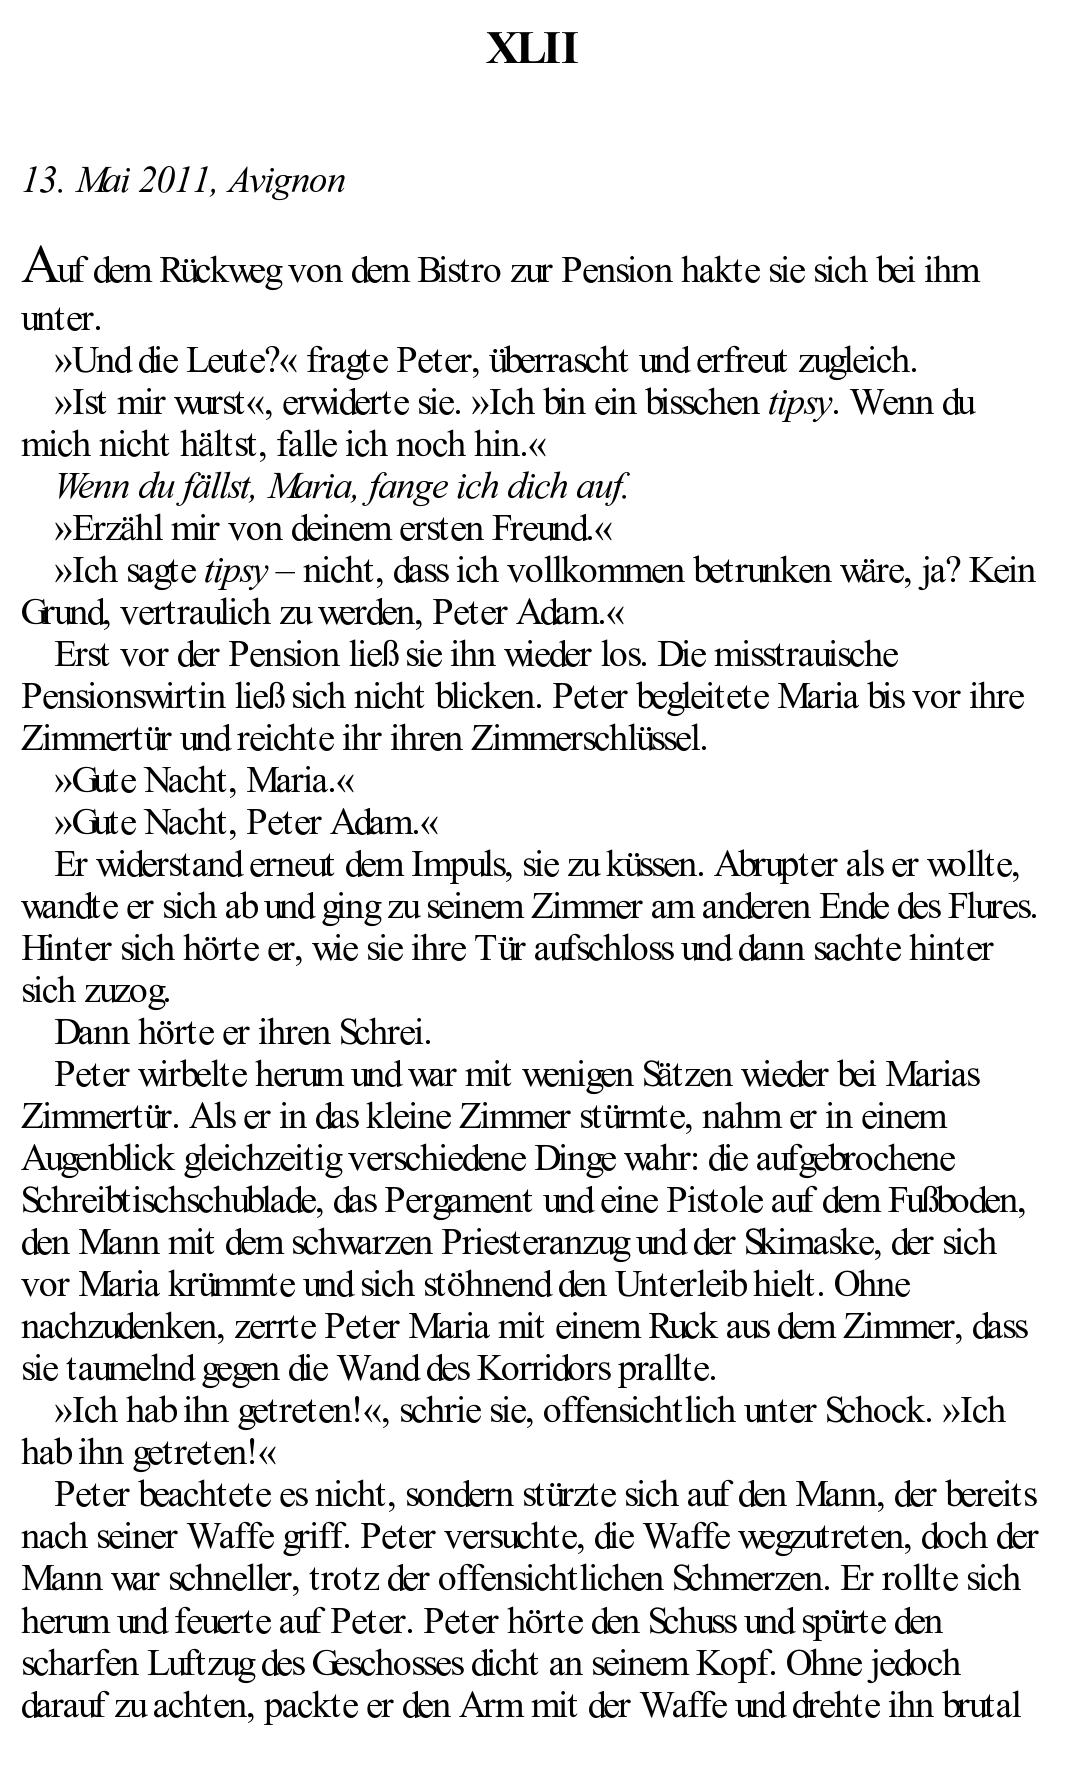 XLII
13. Mai 2011, Avignon
Auf dem Rückweg von dem Bistro zur Pension hakte sie sich bei ihm
unter.
»Und die Leute?« fragte Peter, überrascht und erfreut zugleich.
»Ist mir wurst«, erwiderte sie. »Ich bin ein bisschen tipsy. Wenn du
mich nicht hältst, falle ich noch hin.«
Wenn du fällst, Maria, fange ich dich auf.
»Erzähl mir von deinem ersten Freund.«
»Ich sagte tipsy – nicht, dass ich vollkommen betrunken wäre, ja? Kein
Grund, vertraulich zu werden, Peter Adam.«
Erst vor der Pension ließ sie ihn wieder los. Die misstrauische
Pensionswirtin ließ sich nicht blicken. Peter begleitete Maria bis vor ihre
Zimmertür und reichte ihr ihren Zimmerschlüssel.
»Gute Nacht, Maria.«
»Gute Nacht, Peter Adam.«
Er widerstand erneut dem Impuls, sie zu küssen. Abrupter als er wollte,
wandte er sich ab und ging zu seinem Zimmer am anderen Ende des Flures.
Hinter sich hörte er, wie sie ihre Tür aufschloss und dann sachte hinter
sich zuzog.
Dann hörte er ihren Schrei.
Peter wirbelte herum und war mit wenigen Sätzen wieder bei Marias
Zimmertür. Als er in das kleine Zimmer stürmte, nahm er in einem
Augenblick gleichzeitig verschiedene Dinge wahr: die aufgebrochene
Schreibtischschublade, das Pergament und eine Pistole auf dem Fußboden,
den Mann mit dem schwarzen Priesteranzug und der Skimaske, der sich
vor Maria krümmte und sich stöhnend den Unterleib hielt. Ohne
nachzudenken, zerrte Peter Maria mit einem Ruck aus dem Zimmer, dass
sie taumelnd gegen die Wand des Korridors prallte.
»Ich hab ihn getreten!«, schrie sie, offensichtlich unter Schock. »Ich
hab ihn getreten!«
Peter beachtete es nicht, sondern stürzte sich auf den Mann, der bereits
nach seiner Waffe griff. Peter versuchte, die Waffe wegzutreten, doch der
Mann war schneller, trotz der offensichtlichen Schmerzen. Er rollte sich
herum und feuerte auf Peter. Peter hörte den Schuss und spürte den
scharfen Luftzug des Geschosses dicht an seinem Kopf. Ohne jedoch
darauf zu achten, packte er den Arm mit der Waffe und drehte ihn brutal